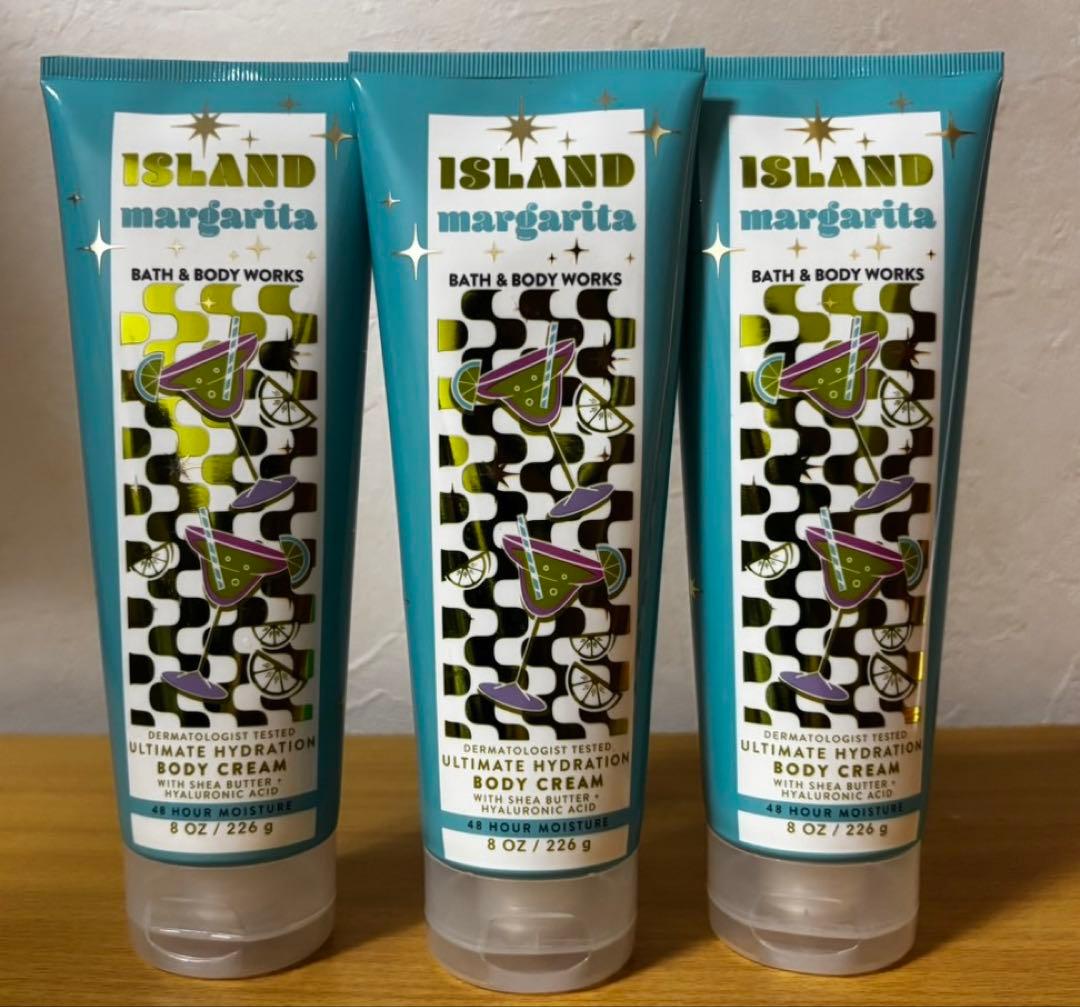 ISLAND
margarita
BATH & BODY WORKS
DERMATOLOGIST TESTED
ULTIMATE HYDRATION
BODY CREAM
WITH SHEA BUTTER +
HYALURONIC ACID
48 HOUR MOISTURE
8 OZ / 226 g
ISLAND
margarita
BATH & BODY WORKS
DERMATOLOGIST TESTED
ULTIMATE HYDRATION
BODY CREAM
WITH SHEA BUTTER +
HYALURONIC ACID
48 HOUR MOISTURE
8 OZ / 226 g
ISLAND
margarita
BATH & BODY WORKS
DERMATOLOGIST TESTED
ULTIMATE HYDRATION
BODY CREAM
WITH SHEA BUTTER +
HYALURONIC ACID
48 HOUR MOISTURE
8 OZ / 226 g